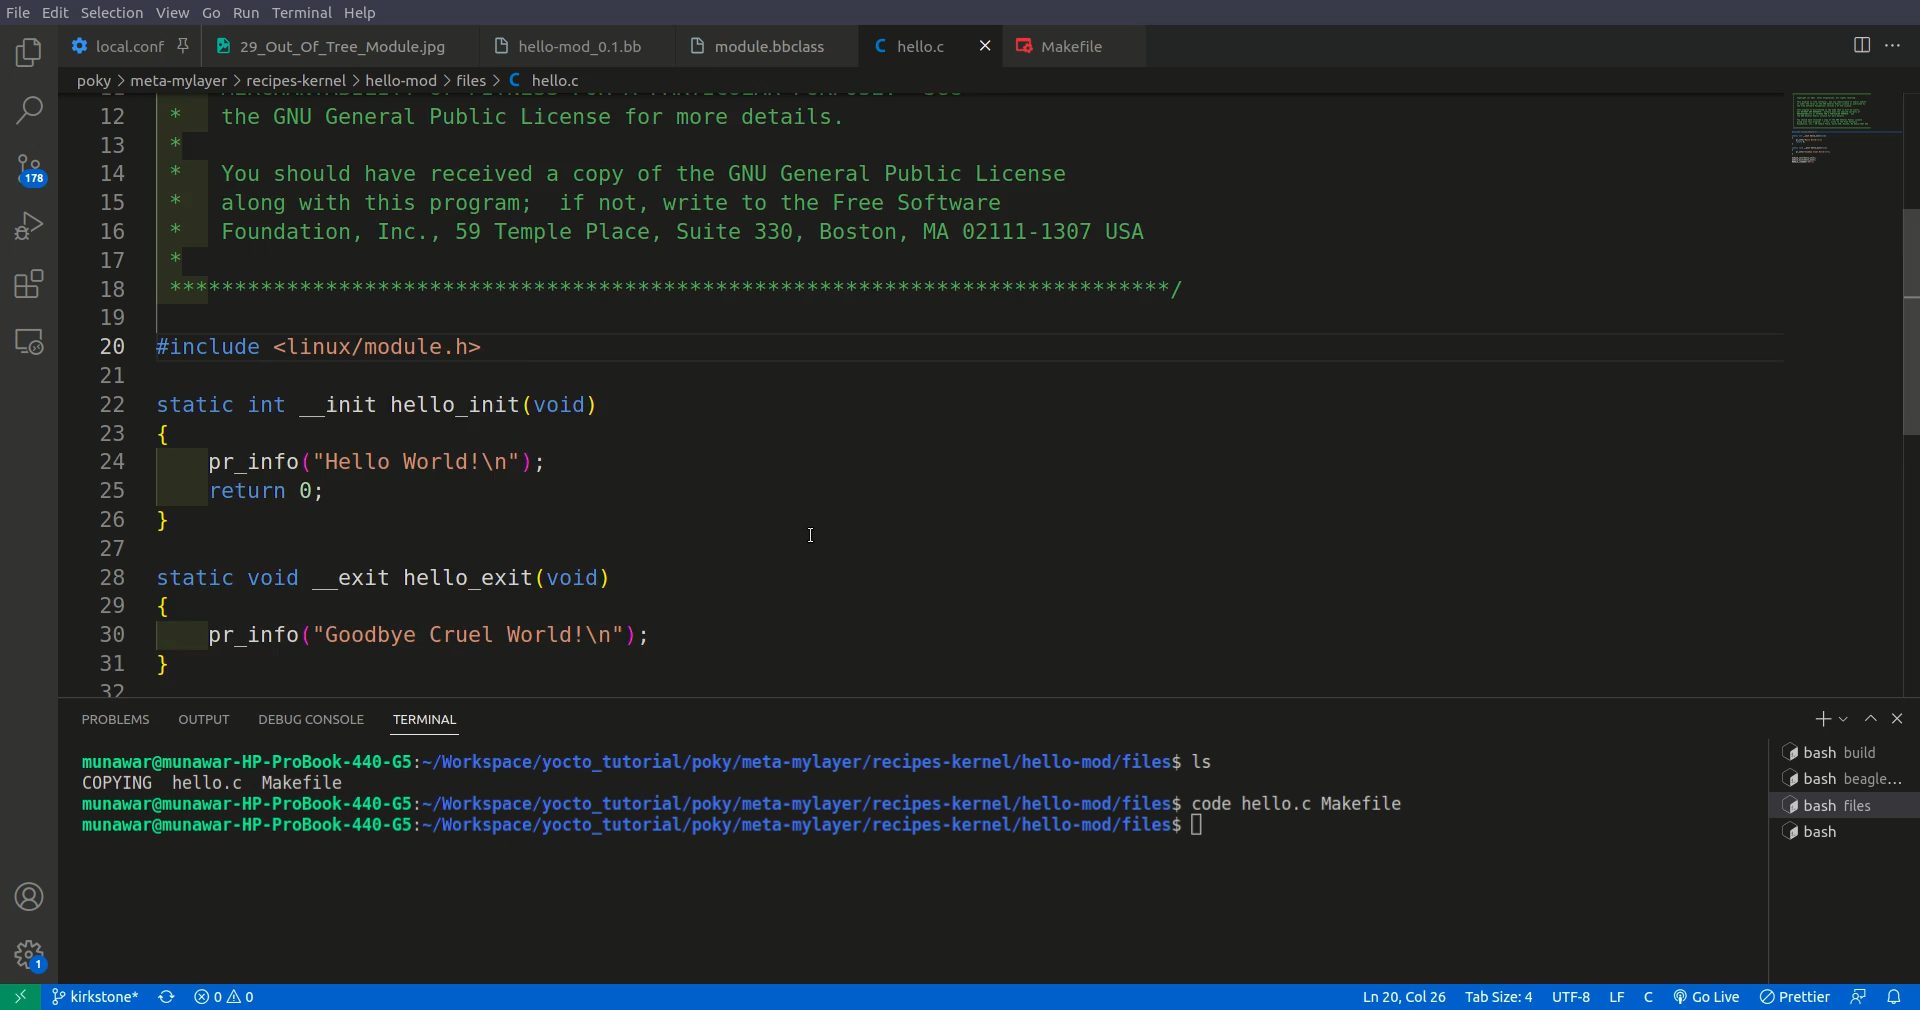 File Edit Selection View Go Run Terminal Help
local.conf 29_Out_Of_Tree_Module.jpg hello-mod_0.1.bb module.bbclass C hello.c Makefile
poky > meta-mylayer > recipes-kernel > hello-mod > files > C hello.c
12 * the GNU General Public License for more details.
13 *
14 * You should have received a copy of the GNU General Public License
15 * along with this program; if not, write to the Free Software
16 * Foundation, Inc., 59 Temple Place, Suite 330, Boston, MA 02111-1307 USA
17 *
18 *****************************************************************************/
19
20 #include <linux/module.h>
21
22 static int __init hello_init(void)
23 {
24     pr_info("Hello World!\n");
25     return 0;
26 }
27
28 static void __exit hello_exit(void)
29 {
30     pr_info("Goodbye Cruel World!\n");
31 }
32
178
PROBLEMS OUTPUT DEBUG CONSOLE TERMINAL
munawar@munawar-HP-ProBook-440-G5:~/Workspace/yocto_tutorial/poky/meta-mylayer/recipes-kernel/hello-mod/files$ ls
COPYING hello.c Makefile
munawar@munawar-HP-ProBook-440-G5:~/Workspace/yocto_tutorial/poky/meta-mylayer/recipes-kernel/hello-mod/files$ code hello.c Makefile
munawar@munawar-HP-ProBook-440-G5:~/Workspace/yocto_tutorial/poky/meta-mylayer/recipes-kernel/hello-mod/files$
bash build
bash beagle...
bash files
bash
1
kirkstone* 0 0 Ln 20, Col 26 Tab Size: 4 UTF-8 LF C Go Live Prettier